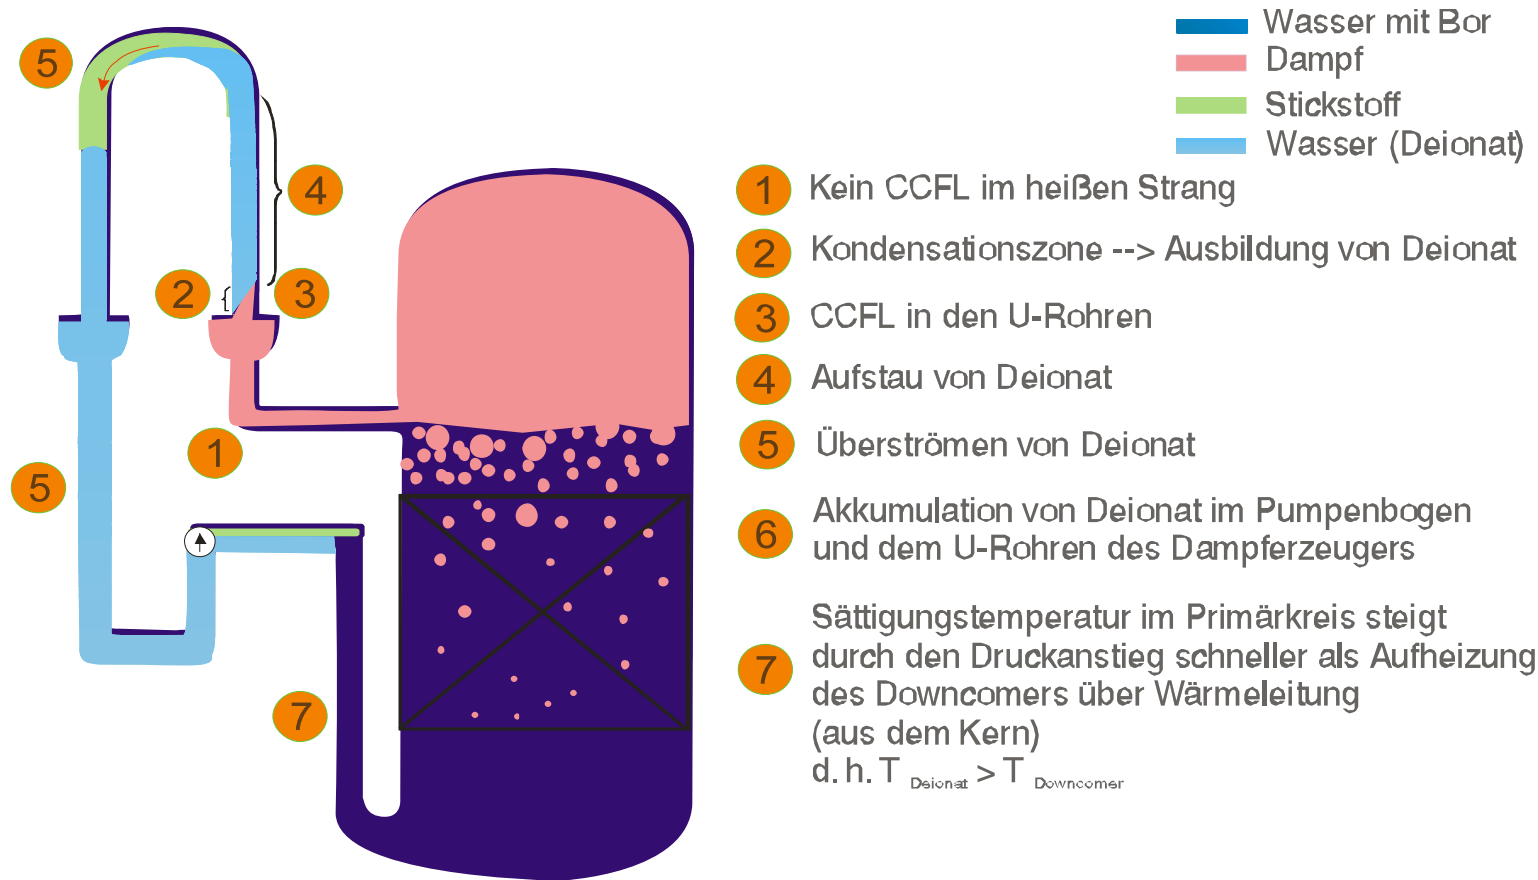 Wasser mit Bor
Dampf
Stickstoff
Wasser (Deionat)
5
4
2
3
1
5
7
1 Kein CCFL im heißen Strang
2 Kondensationszone --> Ausbildung von Deionat
3 CCFL in den U-Rohren
4 Aufstau von Deionat
5 Überströmen von Deionat
6 Akkumulation von Deionat im Pumpenbogen
und dem U-Rohren des Dampferzeugers
7 Sättigungstemperatur im Primärkreis steigt
durch den Druckanstieg schneller als Aufheizung
des Downcomers über Wärmeleitung
(aus dem Kern)
d. h. T Deionat > T Downcomer